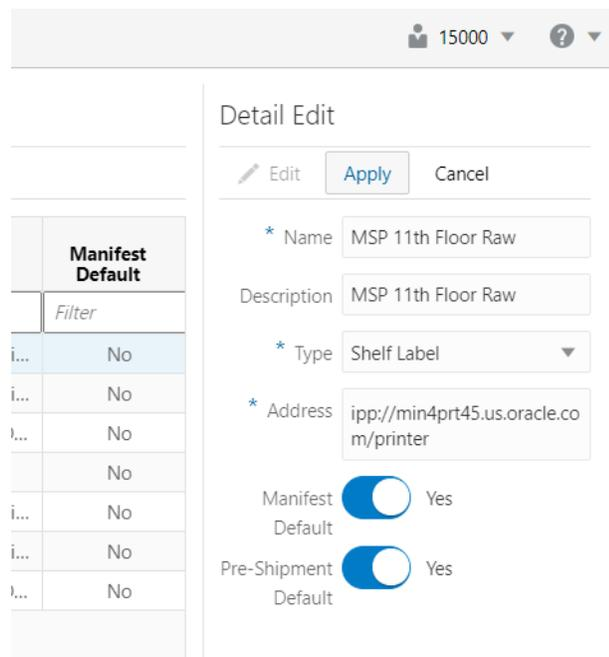 15000
Detail Edit
Edit Apply Cancel
Manifest
Default
Filter
i... No
i... No
No
No
i... No
i... No
No
* Name MSP 11th Floor Raw
Description MSP 11th Floor Raw
* Type Shelf Label
* Address ipp://min4prt45.us.oracle.co
m/printer
Manifest
Default Yes
Pre-Shipment
Default Yes